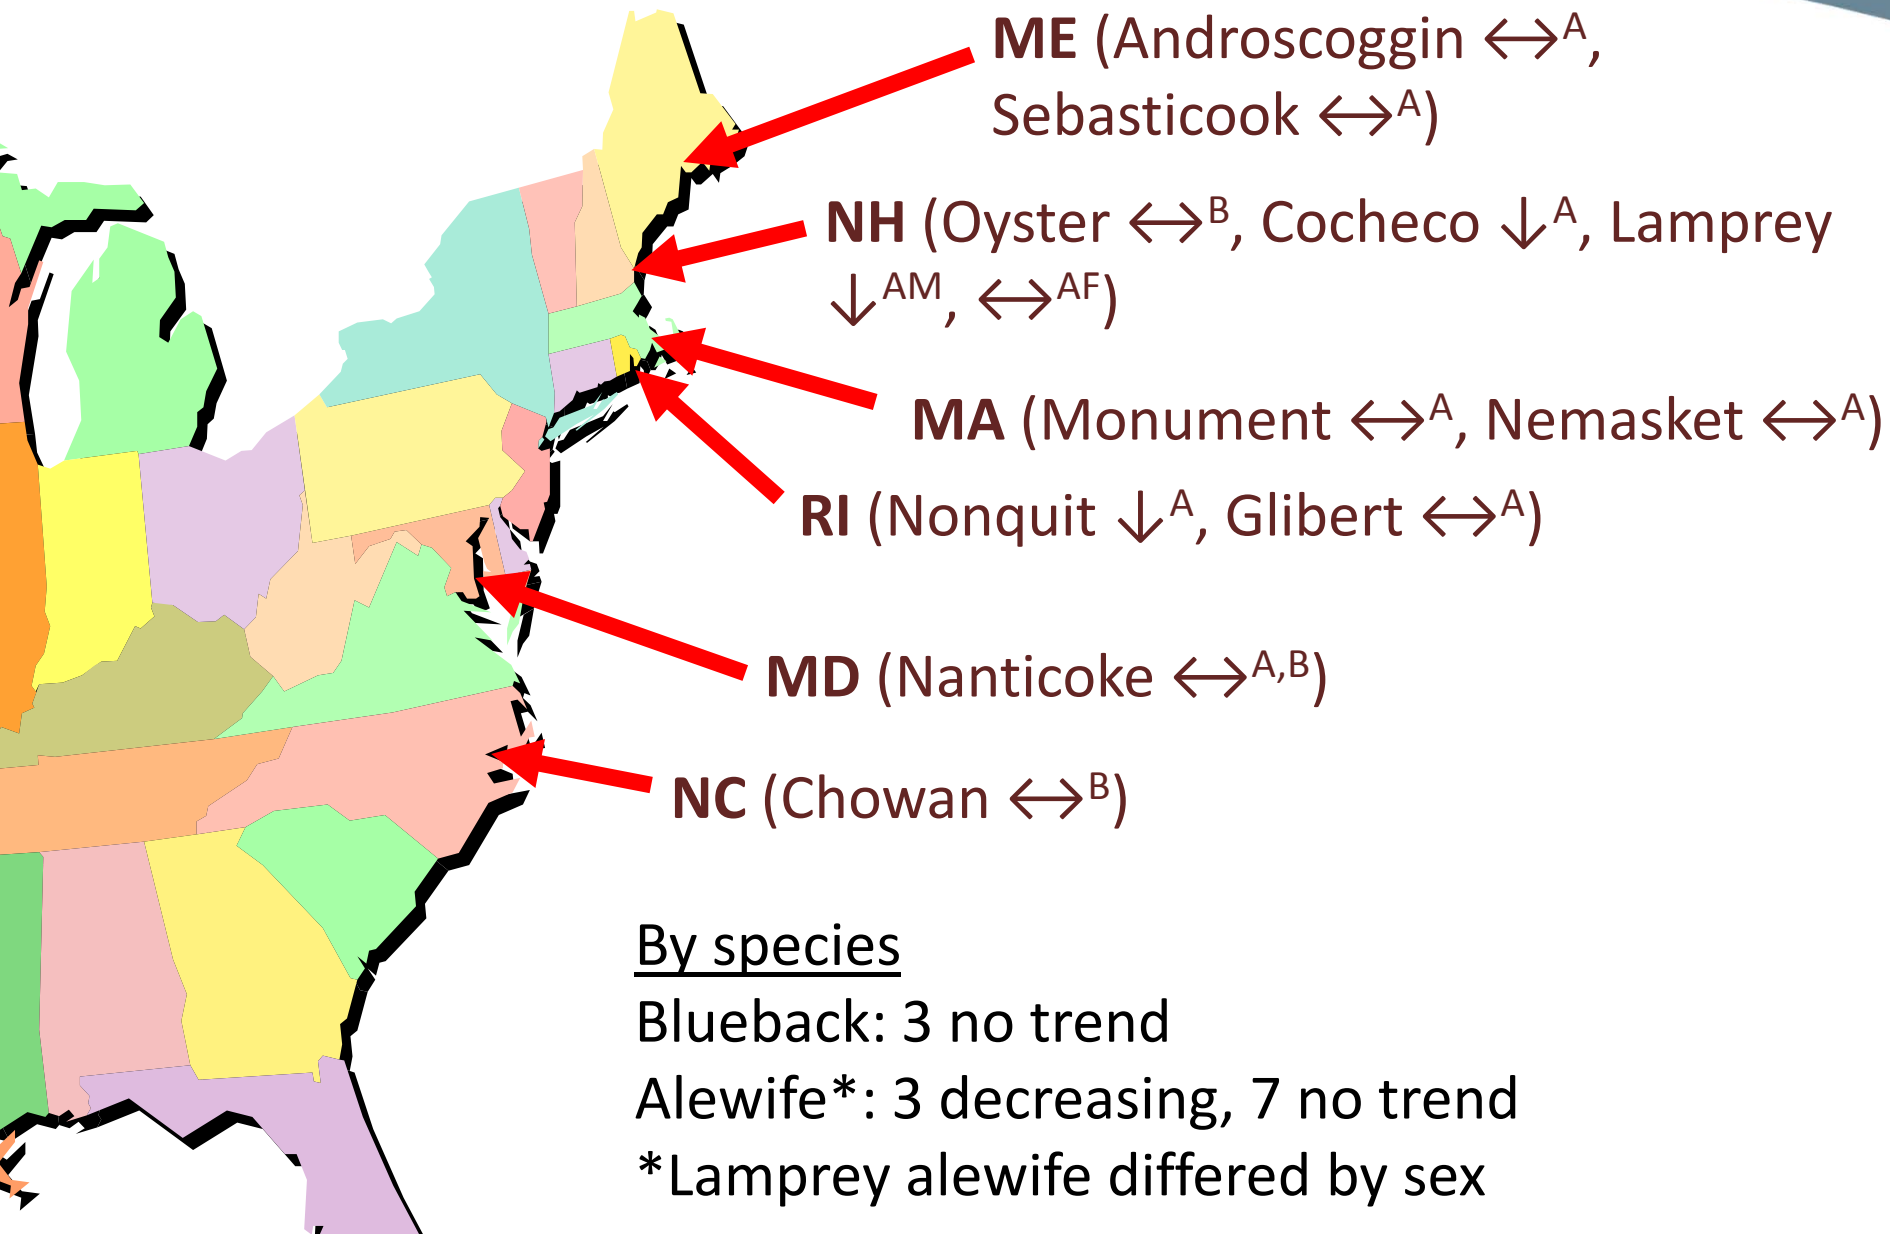 ME (Androscoggin ↔A,
Sebasticook ↔A)
NH (Oyster ↔B, Cocheco ↓A, Lamprey
↓AM, ↔AF)
MA (Monument ↔A, Nemasket ↔A)
RI (Nonquit ↓A, Glibert ↔A)
MD (Nanticoke ↔A,B)
NC (Chowan ↔B)
By species
Blueback: 3 no trend
Alewife*: 3 decreasing, 7 no trend
*Lamprey alewife differed by sex